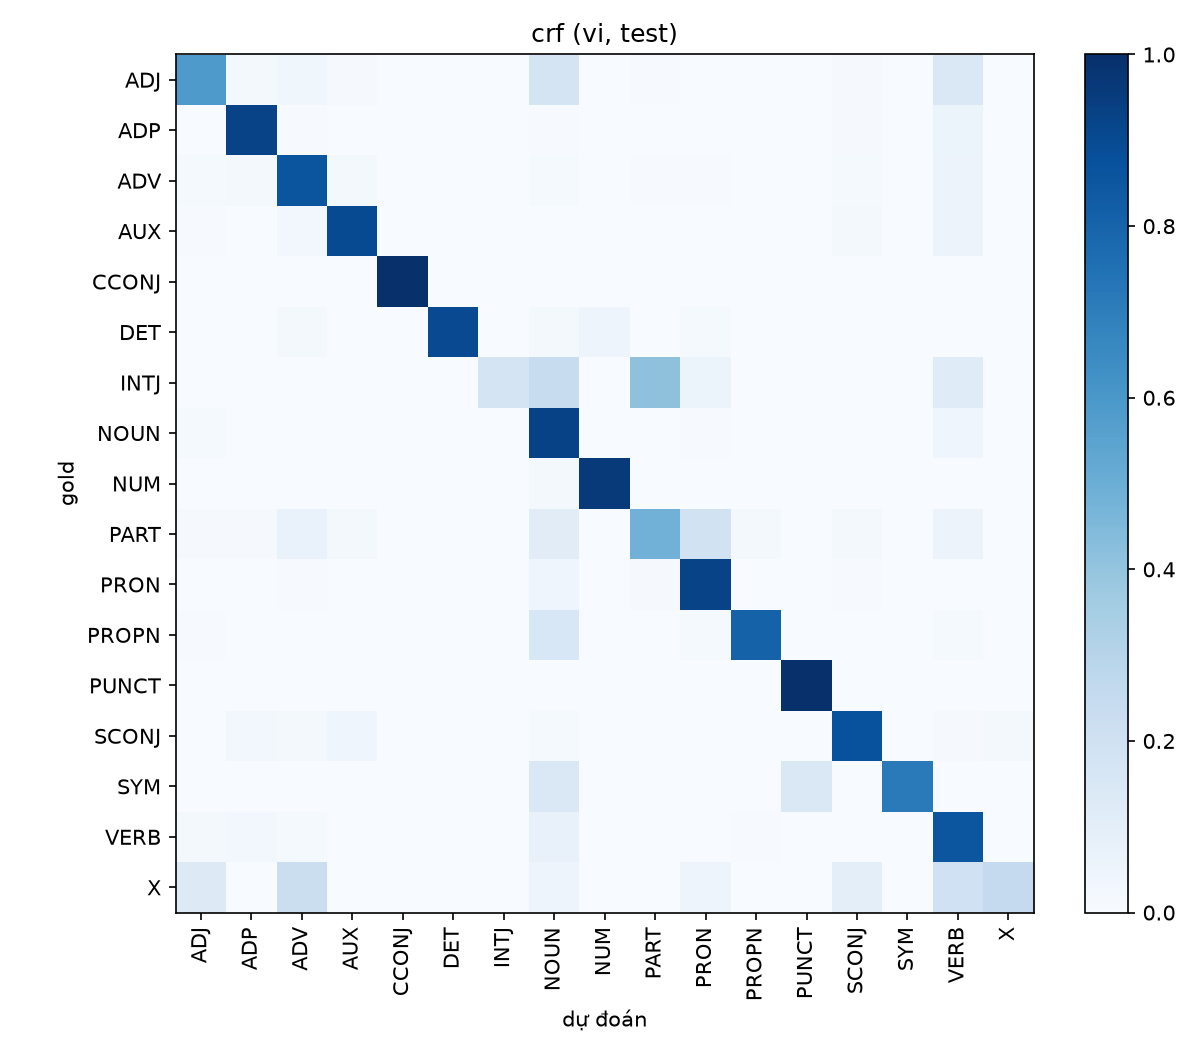 crf (vi, test)
gold
ADJ
ADP
ADV
AUX
CCONJ
DET
INTJ
NOUN
NUM
PART
PRON
PROPN
PUNCT
SCONJ
SYM
VERB
X
ADJ
ADP
ADV
AUX
CCONJ
DET
INTJ
NOUN
NUM
PART
PRON
PROPN
PUNCT
SCONJ
SYM
VERB
X
dự đoán
1.0
0.8
0.6
0.4
0.2
0.0